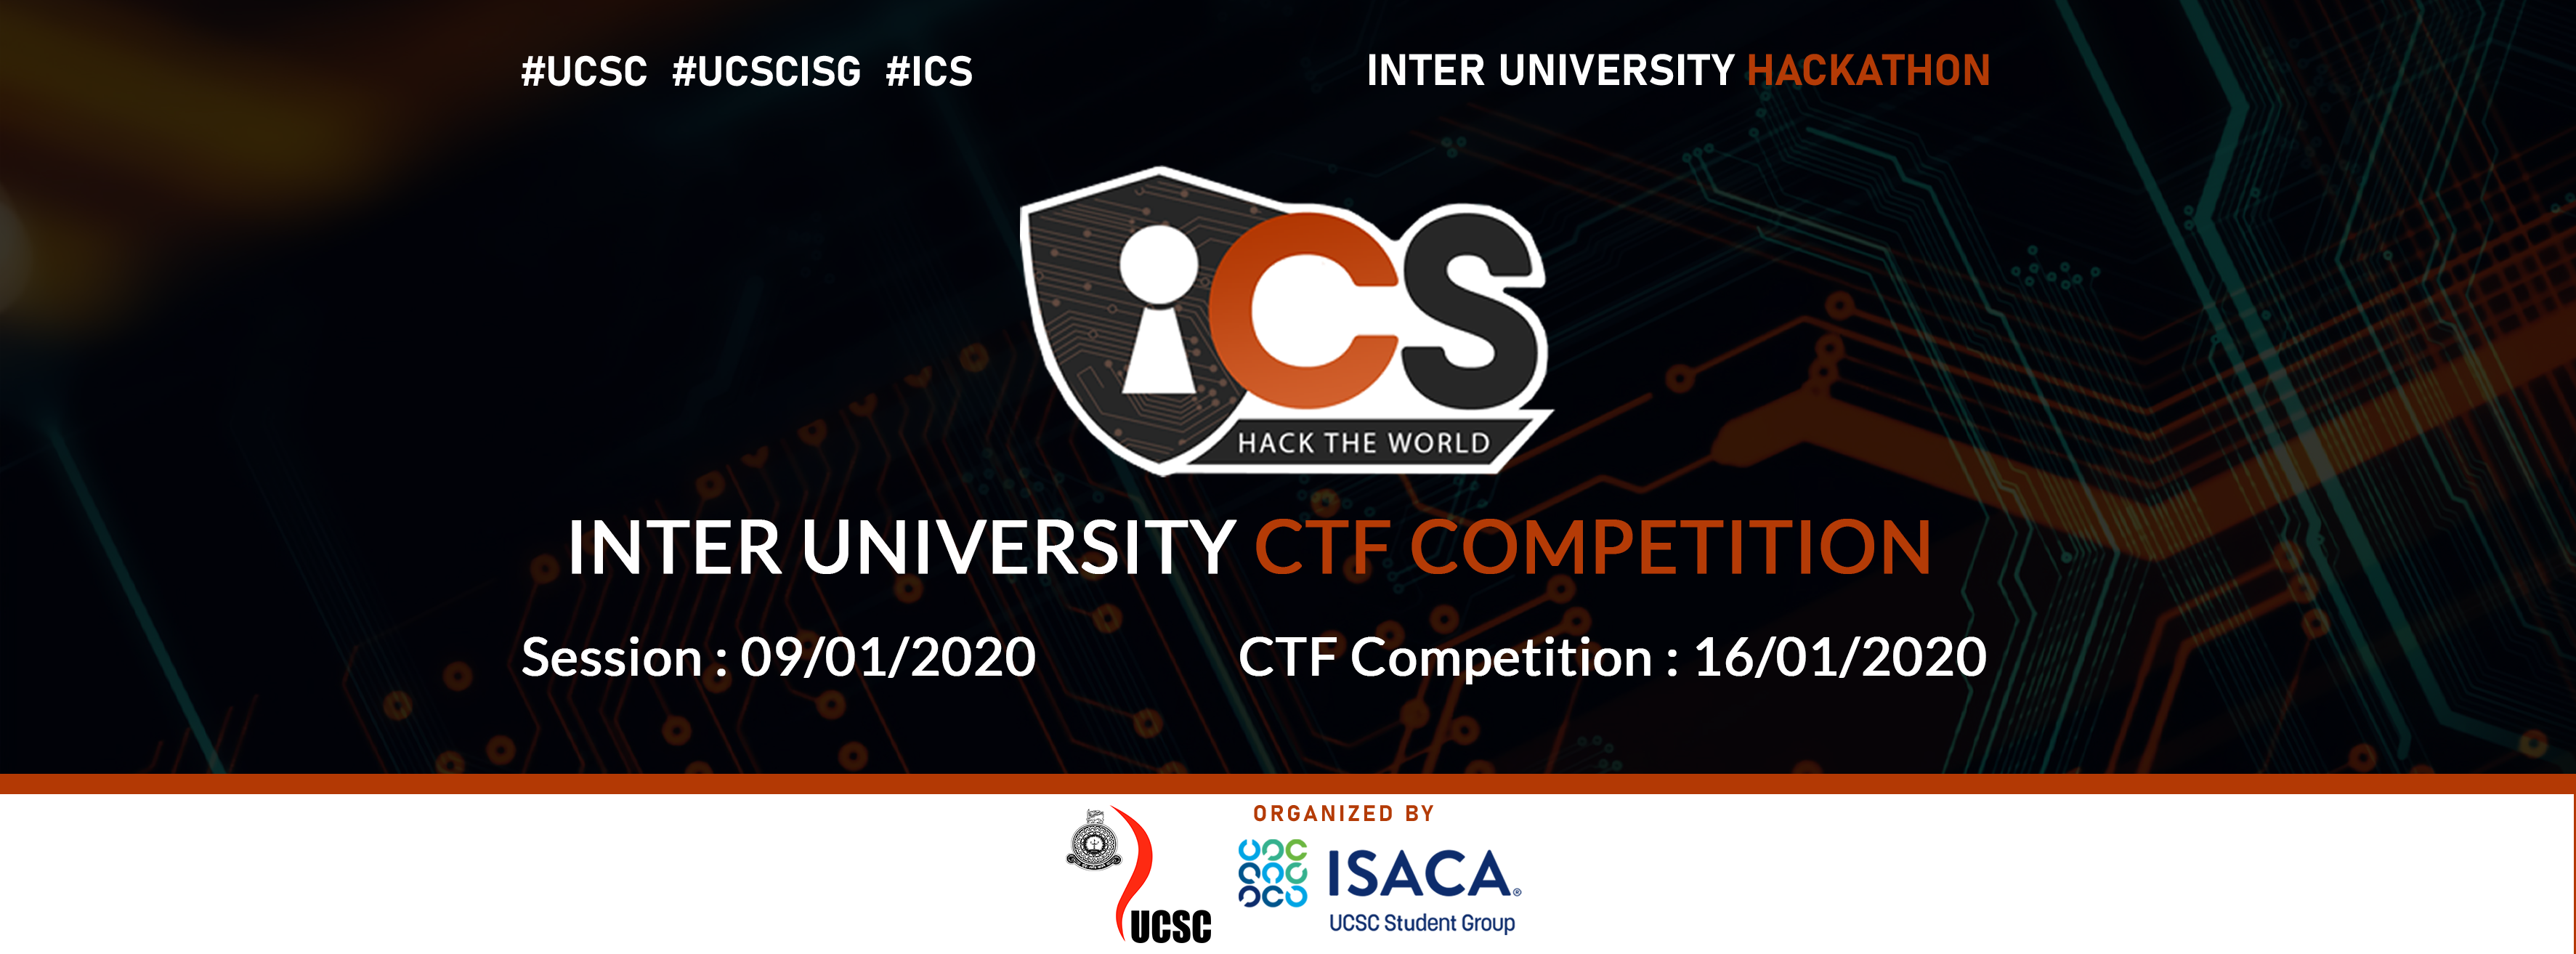 #UCSC #UCSCISG #ICS
INTER UNIVERSITY HACKATHON
iCS
HACK THE WORLD
INTER UNIVERSITY CTF COMPETITION
Session : 09/01/2020
CTF Competition : 16/01/2020
ORGANIZED BY
UCSC
ISACA®
UCSC Student Group